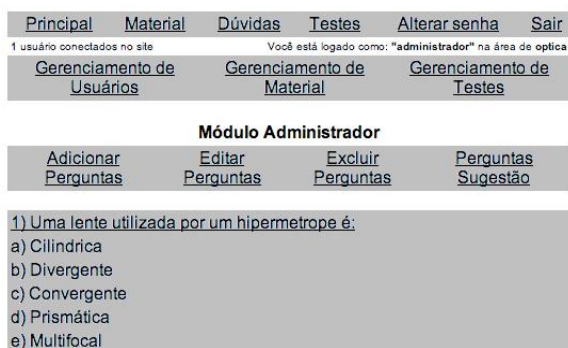 Principal Material Dúvidas Testes Alterar senha Sair
1 usuário conectados no site Você está logado como: "administrador" na área de optica
Gerenciamento de Usuários Gerenciamento de Material Gerenciamento de Testes
Módulo Administrador
Adicionar Perguntas Editar Perguntas Excluir Perguntas Perguntas Sugestão
1) Uma lente utilizada por um hipermetrope é:
a) Cilindrica
b) Divergente
c) Convergente
d) Prismática
e) Multifocal